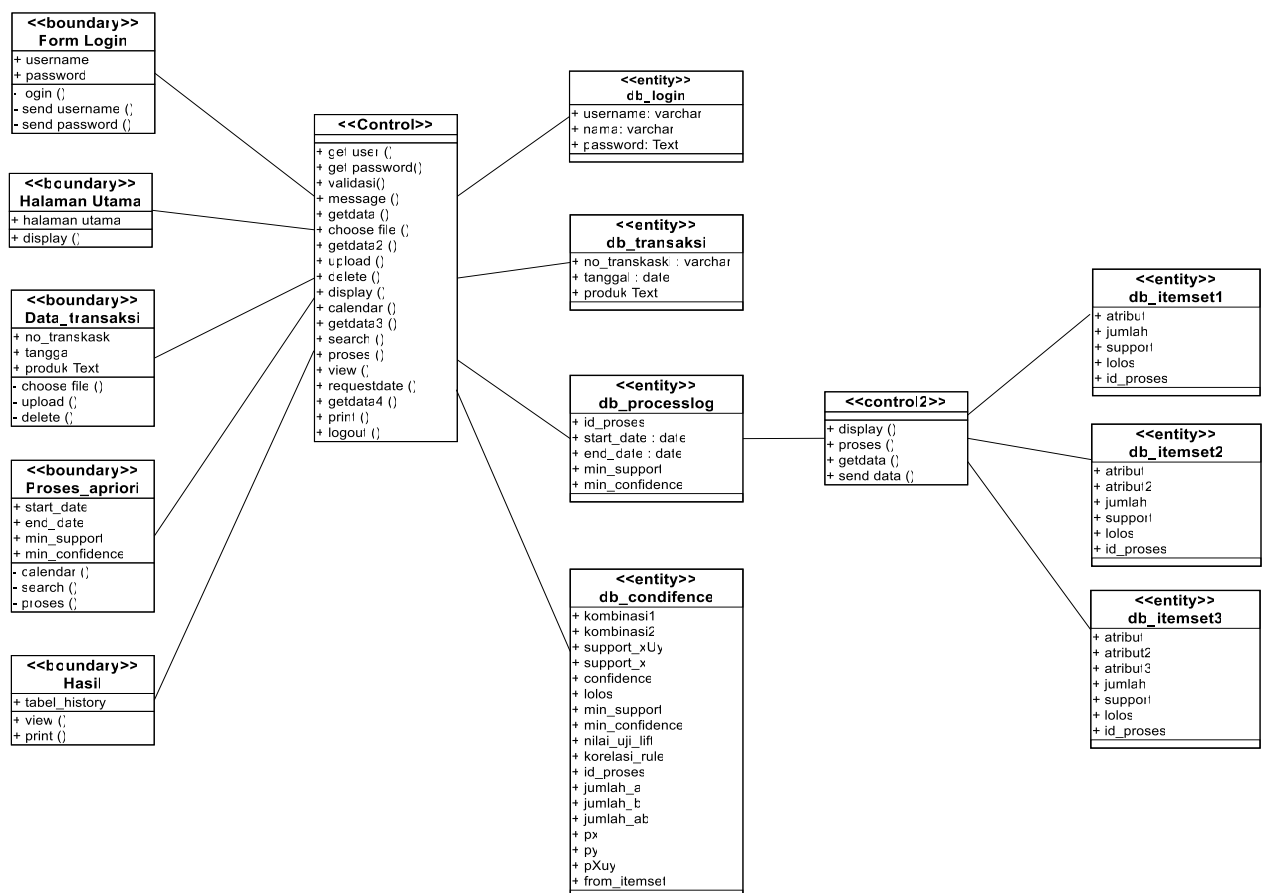 <<boundary>>
Form Login
+ username
+ password
- ogin ()
- send username ()
- send password ()
<<boundary>>
Halaman Utama
+ halaman utama
+ display ()
<<boundary>>
Data_transaksi
+ no_transkask
+ tangga
+ produk Text
- choose file ()
- upload ()
- delete ()
<<boundary>>
Proses_apriori
+ start_date
+ end_date
+ min_support
+ min_confidence
- calendar ()
- search ()
- proses ()
<<boundary>>
Hasil
+ tabel_history
+ view ()
+ print ()
<<Control>>
+ get user ()
+ get password()
+ validasi()
+ message ()
+ getdata ()
+ choose file ()
+ getdata2 ()
+ upload ()
+ delete ()
+ display ()
+ calendar ()
+ getdata3 ()
+ search ()
+ proses ()
+ view ()
+ requestdate ()
+ getdata4 ()
+ print ()
+ logout ()
<<entity>>
db_login
+ username: varchar
+ nama: varchar
+ password: Text
<<entity>>
db_transaksi
+ no_transkaski : varchar
+ tanggal : date
+ produk Text
<<entity>>
db_processlog
+ id_proses
+ start_date : date
+ end_date : date
+ min_support
+ min_confidence
<<entity>>
db_condifence
+ kombinasi1
+ kombinasi2
+ support_xUy
+ support_x
+ confidence
+ lolos
+ min_support
+ min_confidence
+ nilai_uji_lift
+ korelasi_rule
+ id_proses
+ jumlah_a
+ jumlah_b
+ jumlah_ab
+ px
+ py
+ pXuy
+ from_itemset
<<control2>>
+ display ()
+ proses ()
+ getdata ()
+ send data ()
<<entity>>
db_itemset1
+ atribut
+ jumlah
+ support
+ lolos
+ id_proses
<<entity>>
db_itemset2
+ atribut
+ atribut2
+ jumlah
+ support
+ lolos
+ id_proses
<<entity>>
db_itemset3
+ atribut
+ atribut2
+ atribut3
+ jumlah
+ support
+ lolos
+ id_proses